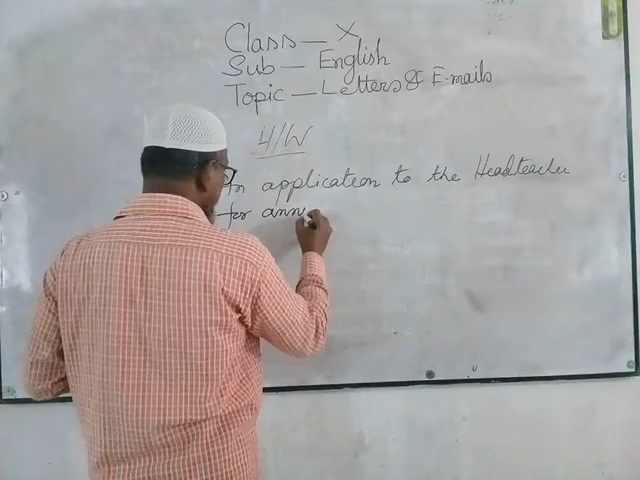 Class — X
Sub — English
Topic — Letters & E-mails
H/W
An application to the Headteacher
for ann